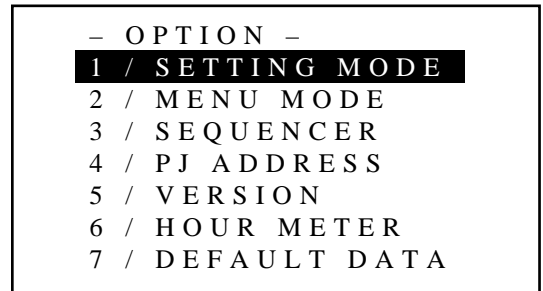 – OPTION –
1 / SETTING MODE
2 / MENU MODE
3 / SEQUENCER
4 / PJ ADDRESS
5 / VERSION
6 / HOUR METER
7 / DEFAULT DATA